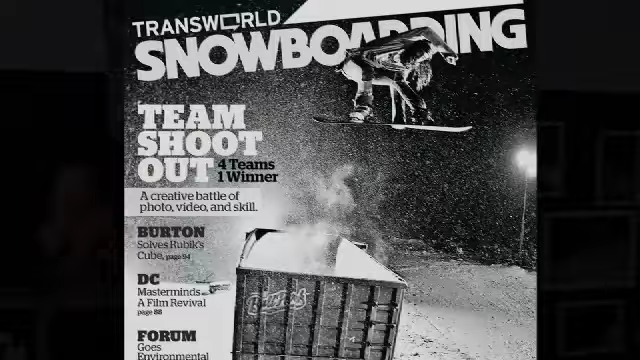 TRANSWORLD
SNOWBOARDING
TEAM
SHOOT
OUT
4 Teams
1 Winner
A creative battle of
photo, video, and skill.
BURTON
Solves Rubik's
Cube, page 94
DC
Masterminds
A Film Revival
page 88
FORUM
Goes
Environmental